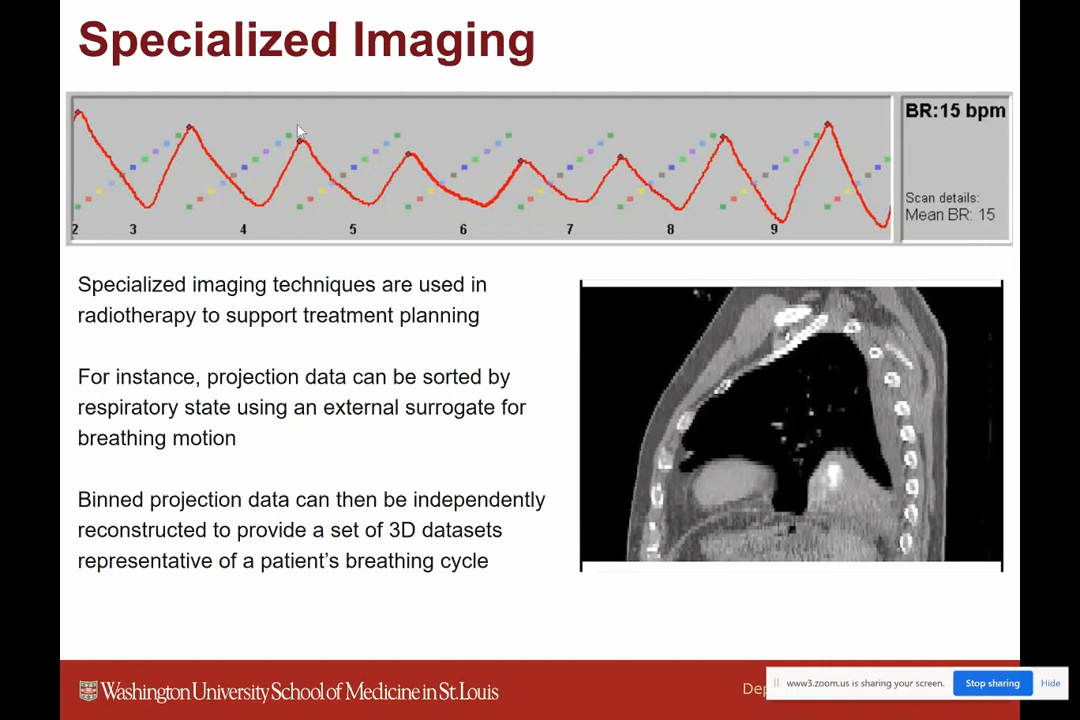 Specialized Imaging
BR:15 bpm
Scan details:
Mean BR: 15
2 3 4 5 6 7 8 9
Specialized imaging techniques are used in
radiotherapy to support treatment planning
For instance, projection data can be sorted by
respiratory state using an external surrogate for
breathing motion
Binned projection data can then be independently
reconstructed to provide a set of 3D datasets
representative of a patient's breathing cycle
Washington University School of Medicine in St. Louis
www3.zoom.us is sharing your screen.
Stop sharing
Hide